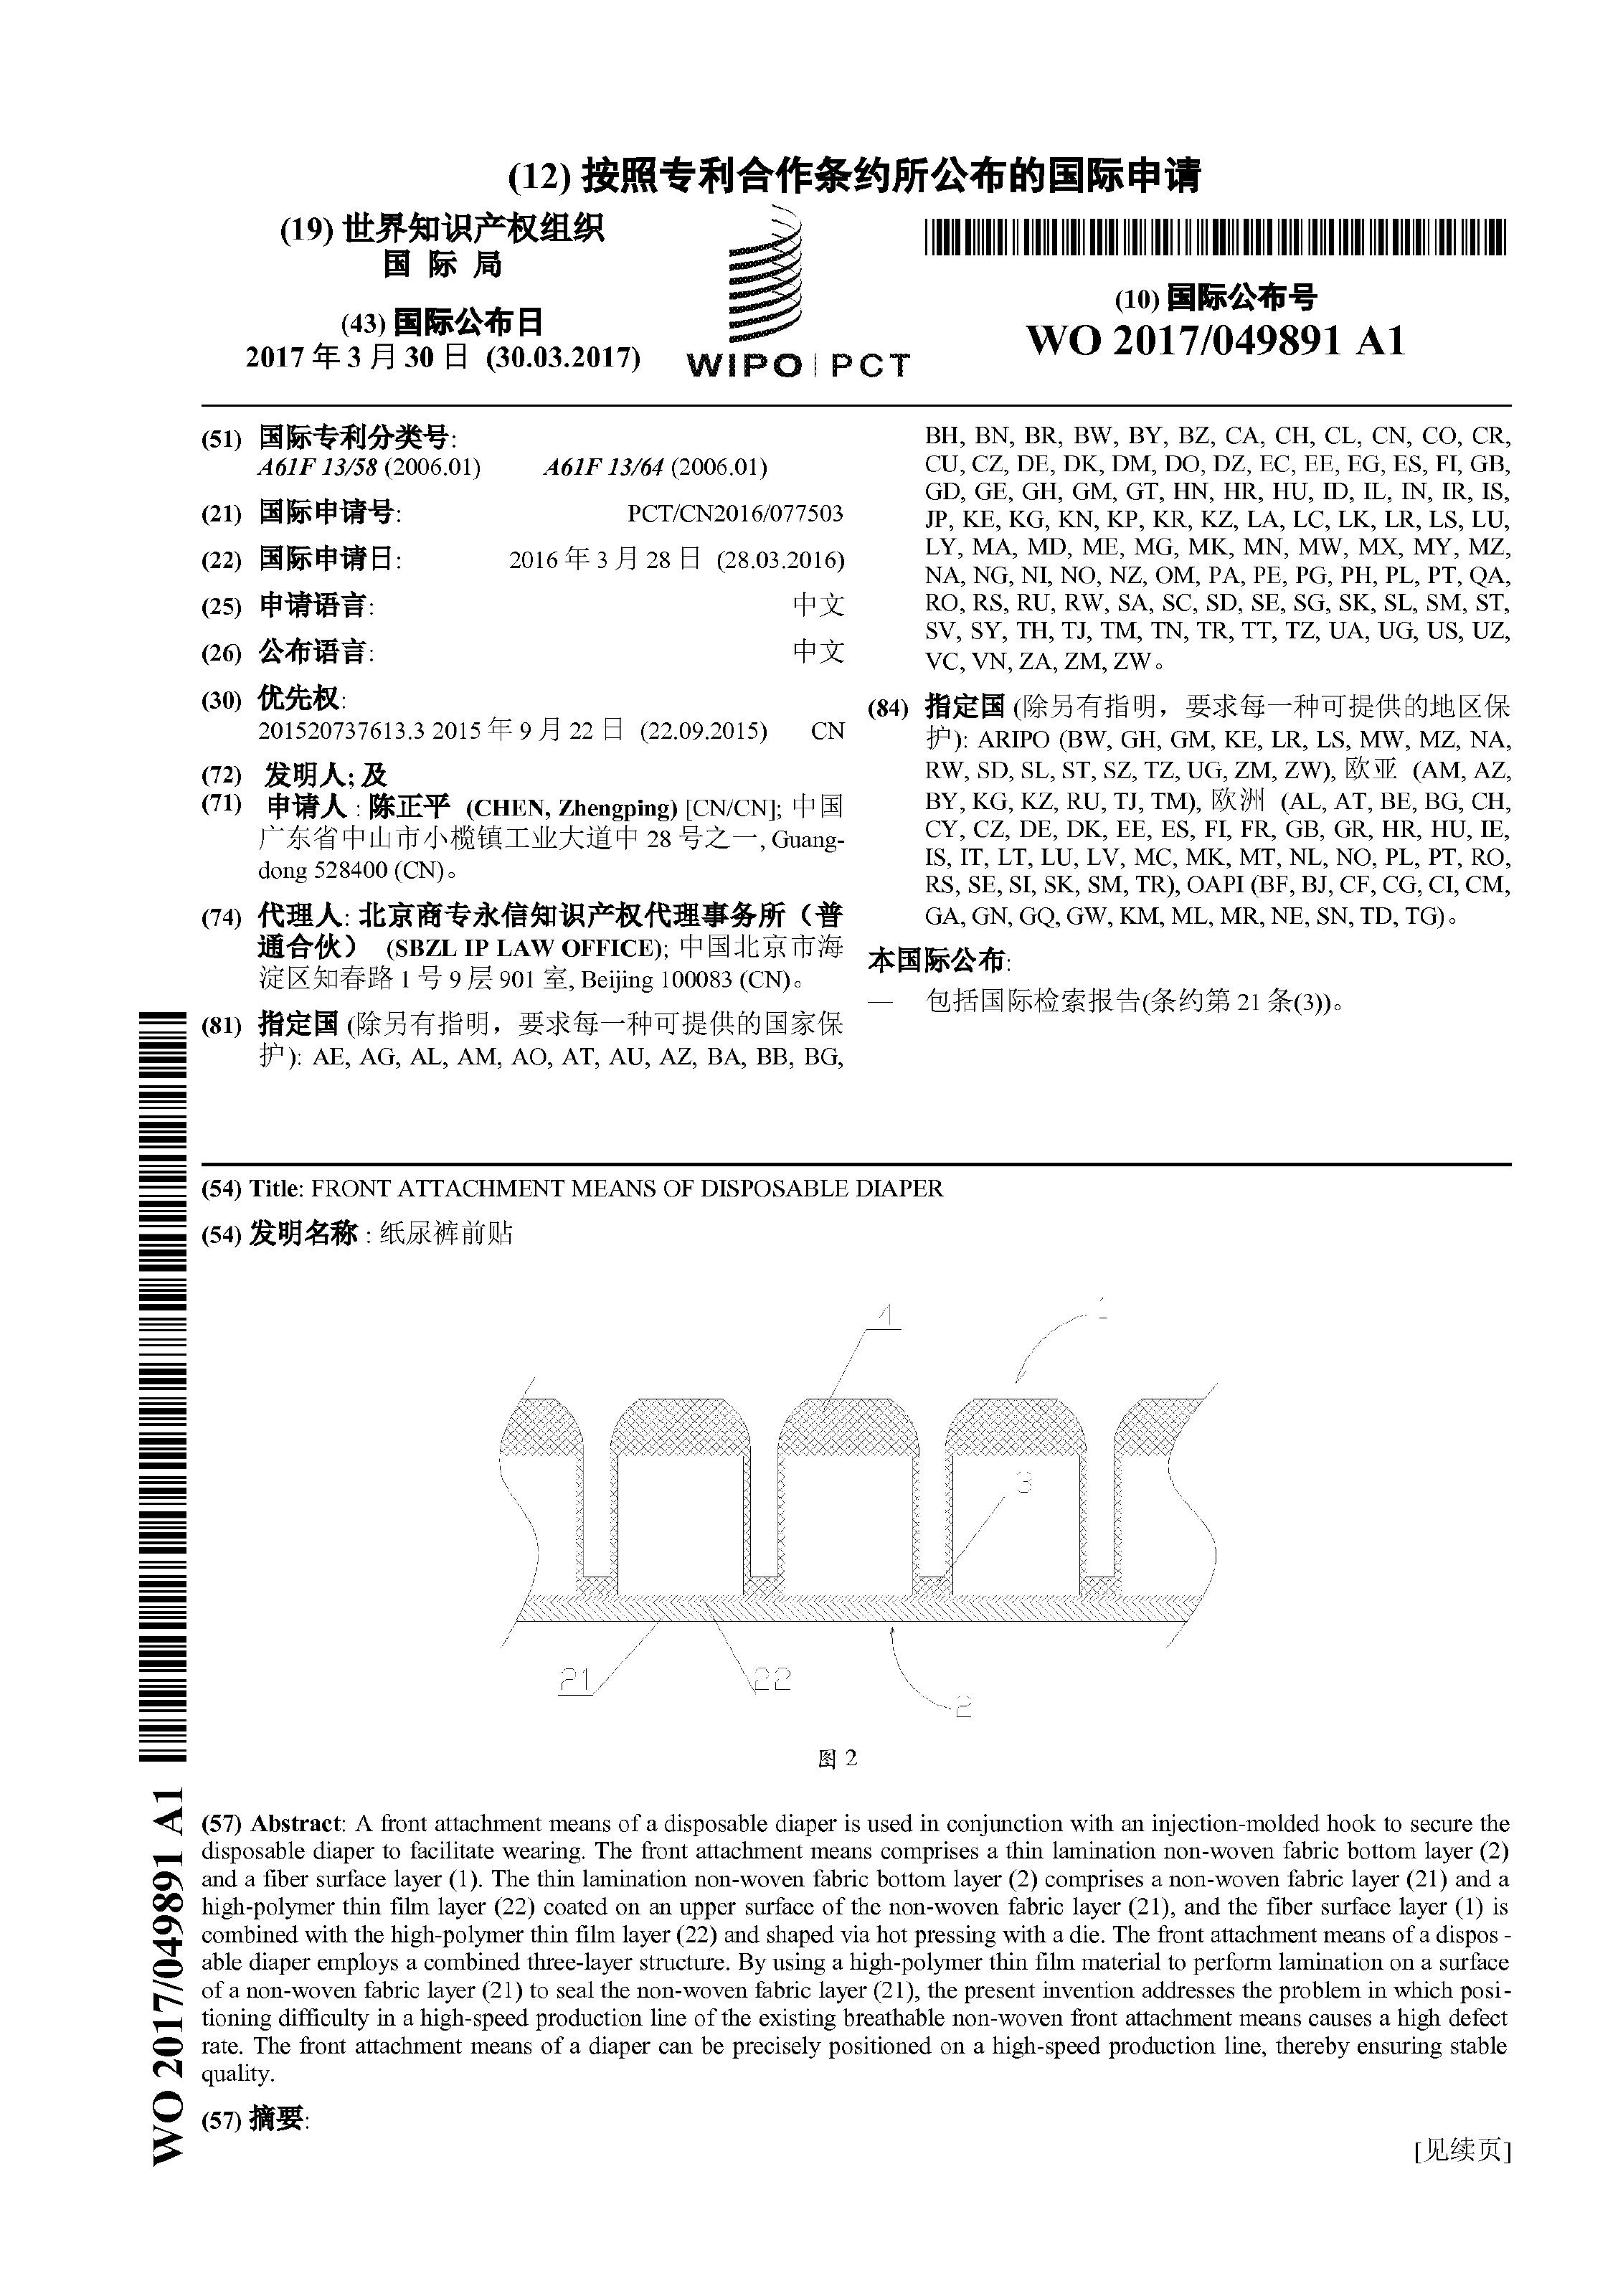 (12) 按照专利合作条约所公布的国际申请
(19) 世界知识产权组织
国 际 局
(43) 国际公布日
2017 年 3 月 30 日 (30.03.2017)
WIPO | PCT
(10) 国际公布号
WO 2017/049891 A1
(51) 国际专利分类号:
A61F 13/58 (2006.01) A61F 13/64 (2006.01)
(21) 国际申请号: PCT/CN2016/077503
(22) 国际申请日: 2016 年 3 月 28 日 (28.03.2016)
(25) 申请语言: 中文
(26) 公布语言: 中文
(30) 优先权:
201520737613.3 2015 年 9 月 22 日 (22.09.2015) CN
(72) 发明人; 及
(71) 申请人 : 陈正平 (CHEN, Zhengping) [CN/CN]; 中国
广东省中山市小榄镇工业大道中 28 号之一, Guang-
dong 528400 (CN)。
(74) 代理人: 北京商专永信知识产权代理事务所（普
通合伙） (SBZL IP LAW OFFICE); 中国北京市海
淀区知春路 1 号 9 层 901 室, Beijing 100083 (CN)。
(81) 指定国 (除另有指明，要求每一种可提供的国家保
护): AE, AG, AL, AM, AO, AT, AU, AZ, BA, BB, BG,
BH, BN, BR, BW, BY, BZ, CA, CH, CL, CN, CO, CR,
CU, CZ, DE, DK, DM, DO, DZ, EC, EE, EG, ES, FI, GB,
GD, GE, GH, GM, GT, HN, HR, HU, ID, IL, IN, IR, IS,
JP, KE, KG, KN, KP, KR, KZ, LA, LC, LK, LR, LS, LU,
LY, MA, MD, ME, MG, MK, MN, MW, MX, MY, MZ,
NA, NG, NI, NO, NZ, OM, PA, PE, PG, PH, PL, PT, QA,
RO, RS, RU, RW, SA, SC, SD, SE, SG, SK, SL, SM, ST,
SV, SY, TH, TJ, TM, TN, TR, TT, TZ, UA, UG, US, UZ,
VC, VN, ZA, ZM, ZW。
(84) 指定国 (除另有指明，要求每一种可提供的地区保
护): ARIPO (BW, GH, GM, KE, LR, LS, MW, MZ, NA,
RW, SD, SL, ST, SZ, TZ, UG, ZM, ZW), 欧亚 (AM, AZ,
BY, KG, KZ, RU, TJ, TM), 欧洲 (AL, AT, BE, BG, CH,
CY, CZ, DE, DK, EE, ES, FI, FR, GB, GR, HR, HU, IE,
IS, IT, LT, LU, LV, MC, MK, MT, NL, NO, PL, PT, RO,
RS, SE, SI, SK, SM, TR), OAPI (BF, BJ, CF, CG, CI, CM,
GA, GN, GQ, GW, KM, ML, MR, NE, SN, TD, TG)。
本国际公布:
— 包括国际检索报告(条约第 21 条(3))。
(54) Title: FRONT ATTACHMENT MEANS OF DISPOSABLE DIAPER
(54) 发明名称 : 纸尿裤前贴
4
1
3
21
22
2
图 2
(57) Abstract: A front attachment means of a disposable diaper is used in conjunction with an injection-molded hook to secure the
disposable diaper to facilitate wearing. The front attachment means comprises a thin lamination non-woven fabric bottom layer (2)
and a fiber surface layer (1). The thin lamination non-woven fabric bottom layer (2) comprises a non-woven fabric layer (21) and a
high-polymer thin film layer (22) coated on an upper surface of the non-woven fabric layer (21), and the fiber surface layer (1) is
combined with the high-polymer thin film layer (22) and shaped via hot pressing with a die. The front attachment means of a dispos -
able diaper employs a combined three-layer structure. By using a high-polymer thin film material to perform lamination on a surface
of a non-woven fabric layer (21) to seal the non-woven fabric layer (21), the present invention addresses the problem in which posi-
tioning difficulty in a high-speed production line of the existing breathable non-woven front attachment means causes a high defect
rate. The front attachment means of a diaper can be precisely positioned on a high-speed production line, thereby ensuring stable
quality.
(57) 摘要:
[见续页]
WO 2017/049891 A1